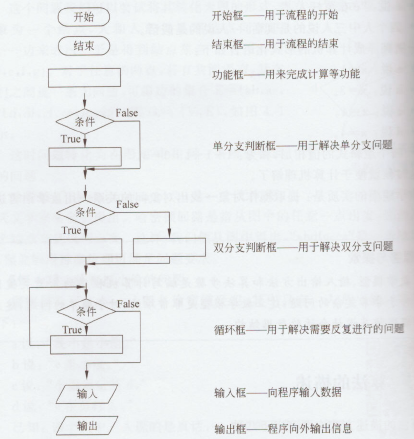 开始 开始框——用于流程的开始
结束 结束框——用于流程的结束
功能框——用来完成计算等功能
条件 False
True 单分支判断框——用于解决单分支问题
条件 False
True 双分支判断框——用于解决双分支问题
条件 False
True 循环框——用于解决需要反复进行的问题
输入 输入框——向程序输入数据
输出 输出框——程序向外输出信息